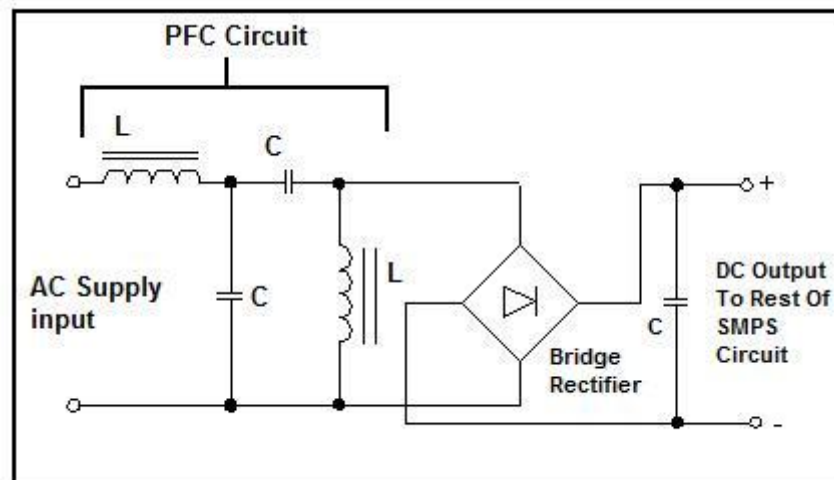 PFC Circuit
L
C
+
AC Supply
input
C
L
Bridge
Rectifier
C
DC Output
To Rest Of
SMPS
Circuit
-